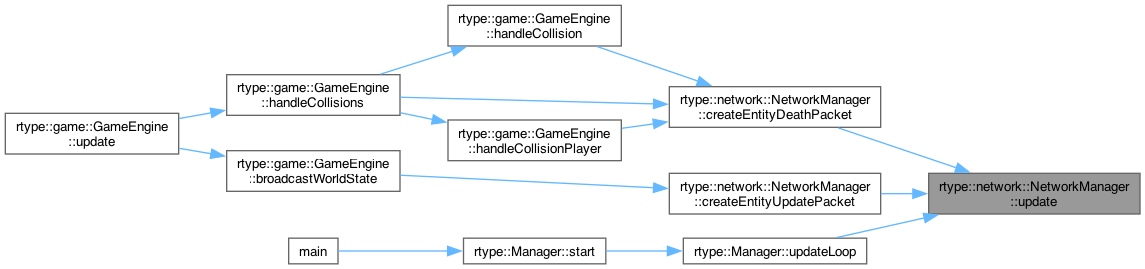 rtype::game::GameEngine
::handleCollision
rtype::game::GameEngine
::handleCollisions
rtype::network::NetworkManager
::createEntityDeathPacket
rtype::game::GameEngine
::update
rtype::game::GameEngine
::handleCollisionPlayer
rtype::game::GameEngine
::broadcastWorldState
rtype::network::NetworkManager
::createEntityUpdatePacket
rtype::network::NetworkManager
::update
main
rtype::Manager::start
rtype::Manager::updateLoop